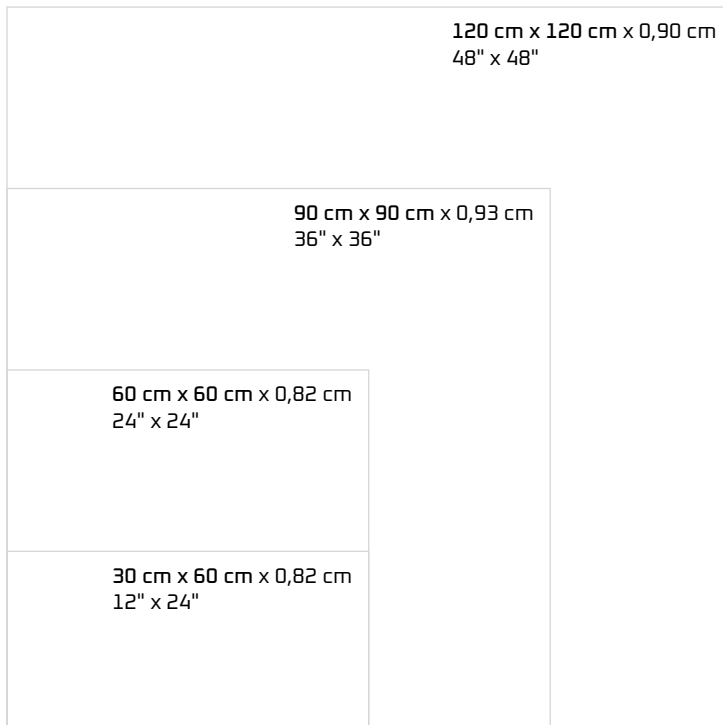 120 cm x 120 cm x 0,90 cm
48" x 48"
90 cm x 90 cm x 0,93 cm
36" x 36"
60 cm x 60 cm x 0,82 cm
24" x 24"
30 cm x 60 cm x 0,82 cm
12" x 24"